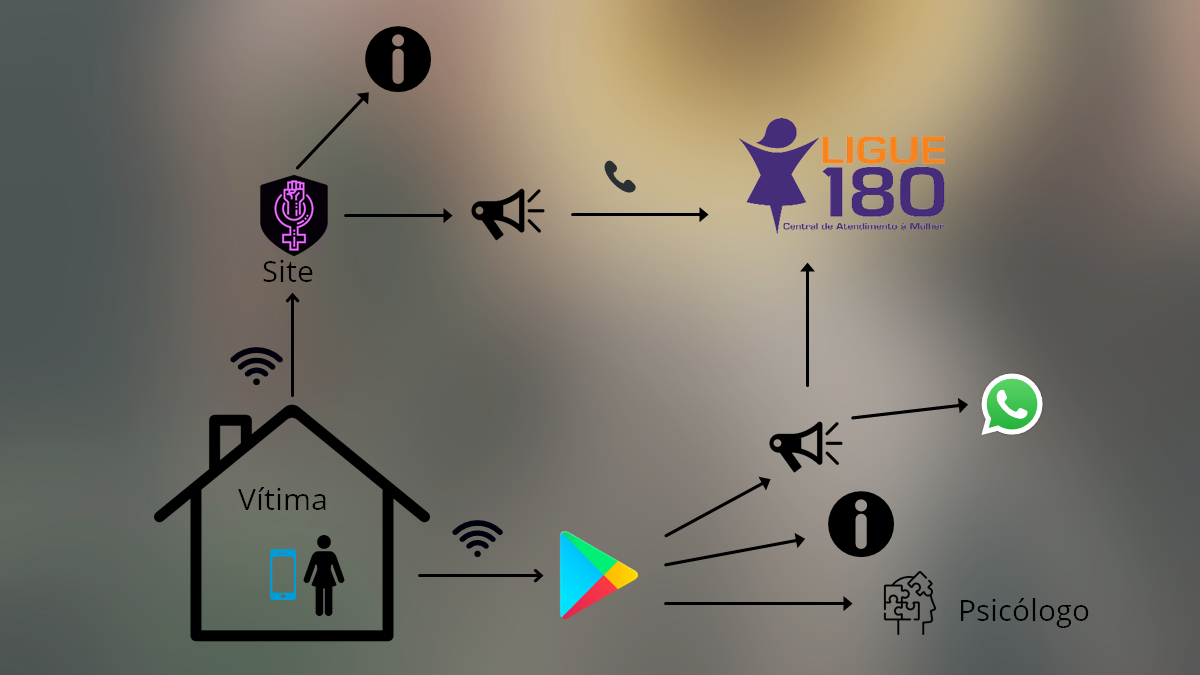 LIGUE
180
Central de Atendimento à Mulher
Site
Vítima
Psicólogo